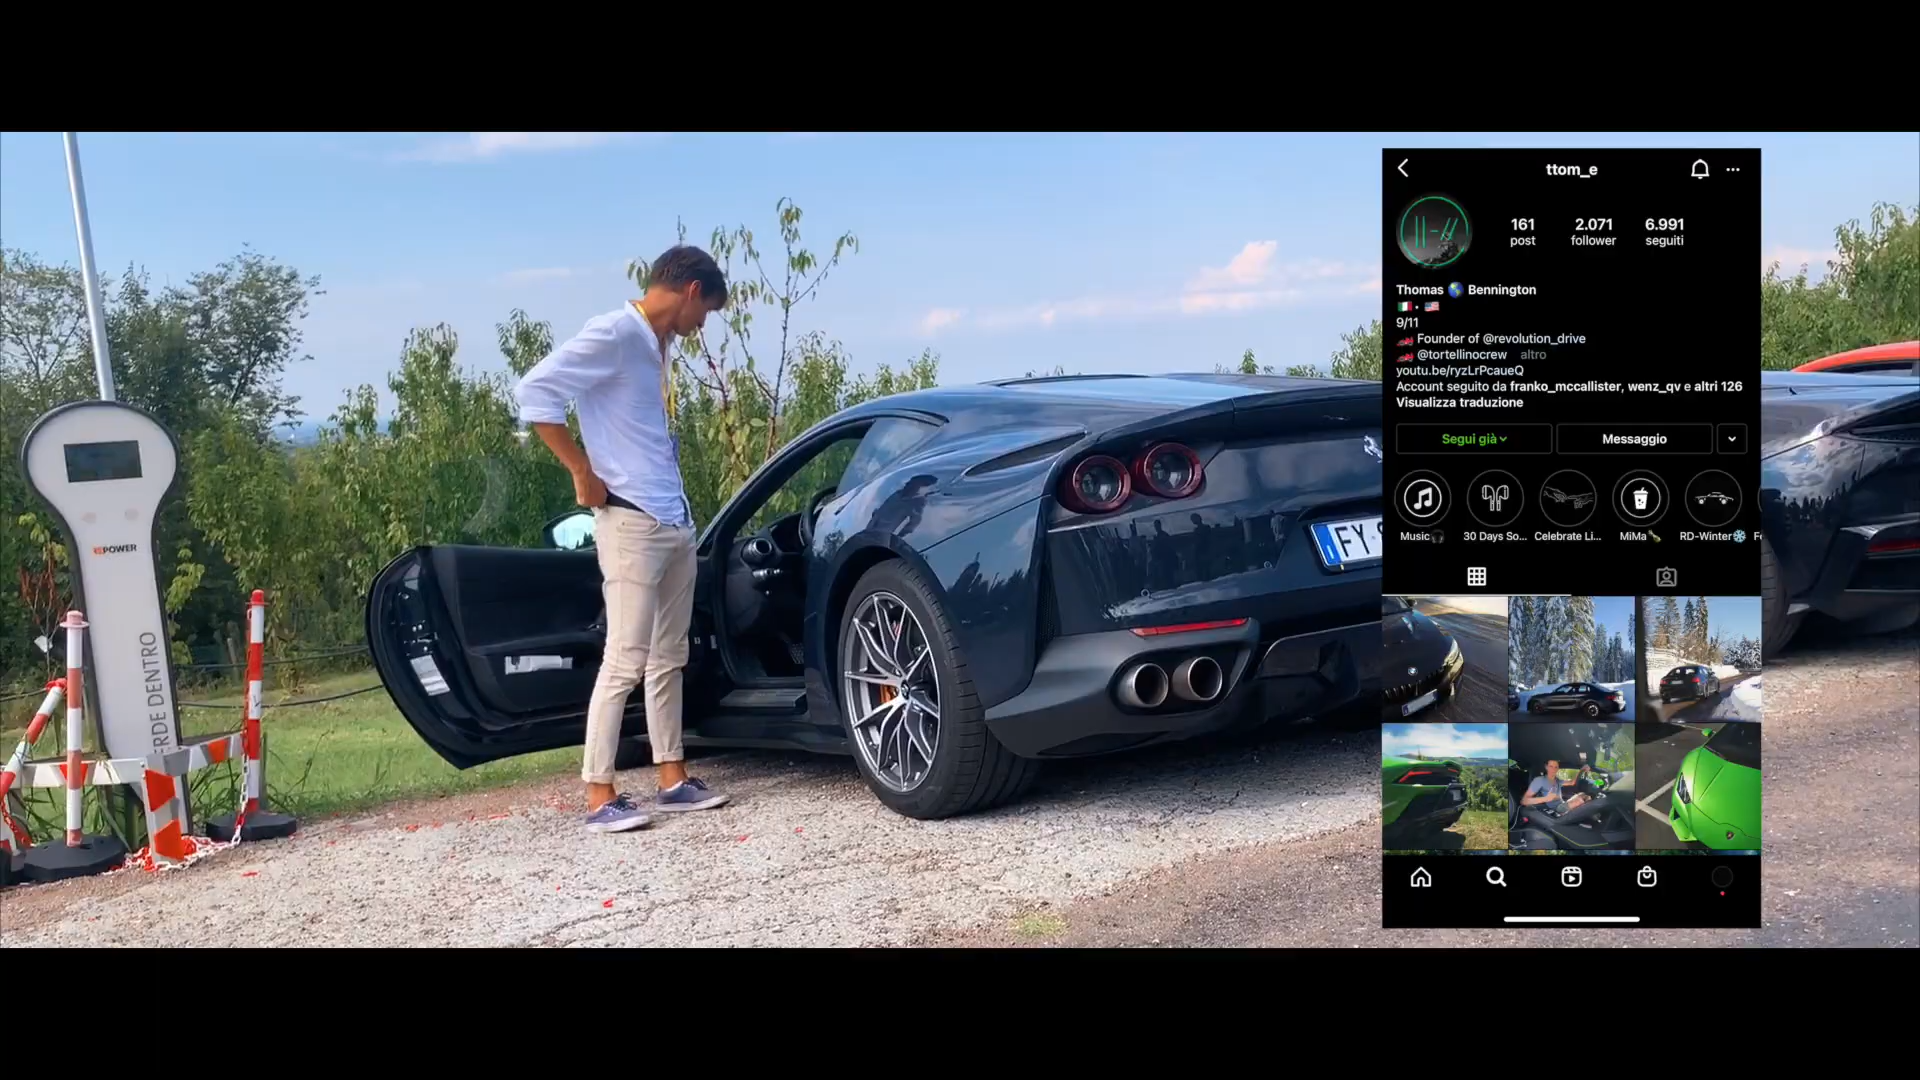 REPOWER
ERDE DENTRO
FY
ttom_e
161
2.071
6.991
post
follower
seguiti
Thomas 🌎 Bennington
🇮🇹 • 🇺🇸
9/11
🏎️ Founder of @revolution_drive
🏎️ @tortellinocrew altro
youtu.be/ryzLrPcaueQ
Account seguito da franko_mccallister, wenz_qv e altri 126
Visualizza traduzione
Segui già
Messaggio
Music🎧
30 Days So...
Celebrate Li...
MiMa🍾
RD-Winter❄️